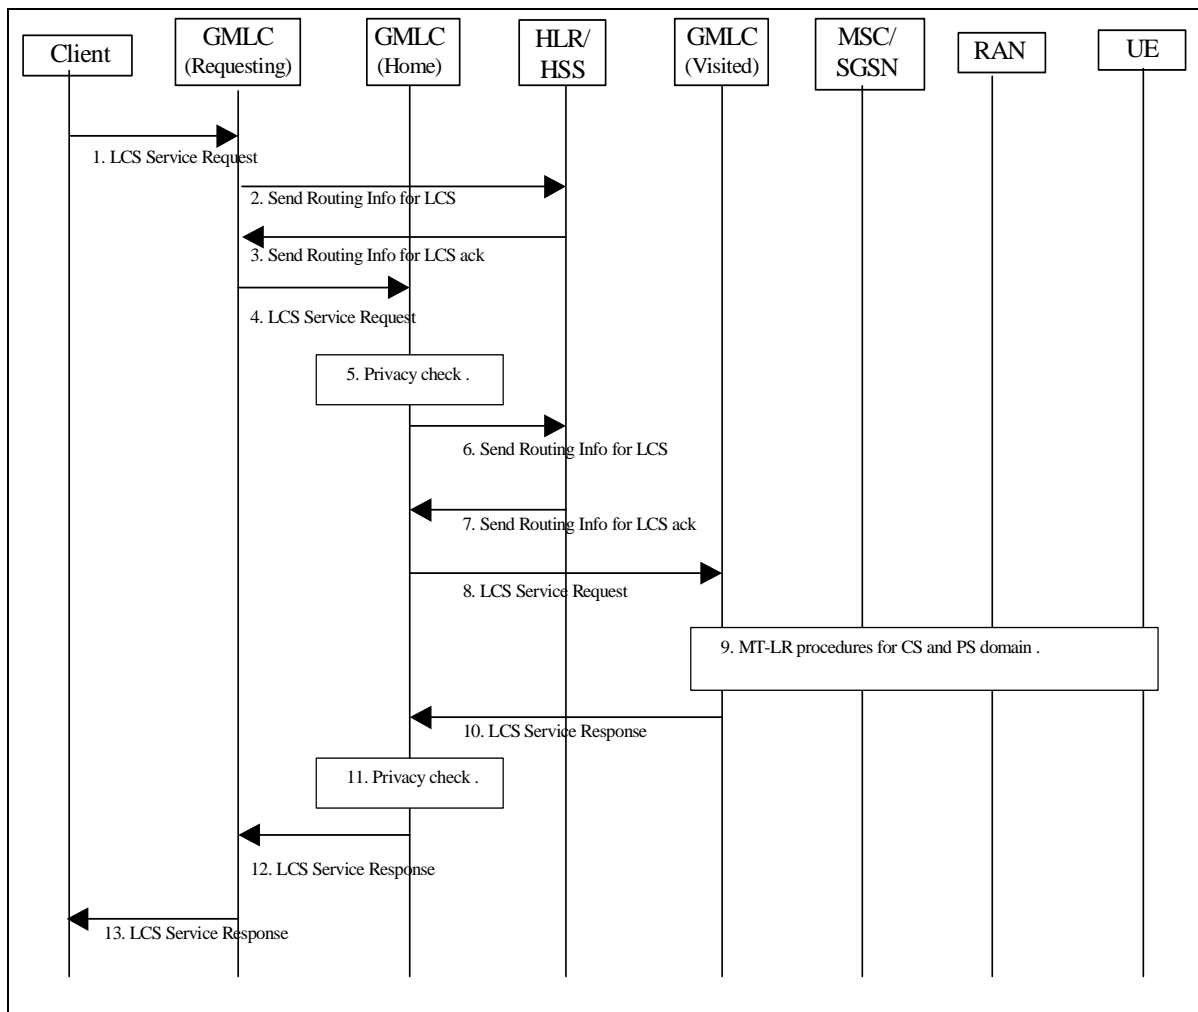 Client
GMLC
(Requesting)
GMLC
(Home)
HLR/
HSS
GMLC
(Visited)
MSC/
SGSN
RAN
UE
1. LCS Service Request
2. Send Routing Info for LCS
3. Send Routing Info for LCS ack
4. LCS Service Request
5. Privacy check .
6. Send Routing Info for LCS
7. Send Routing Info for LCS ack
8. LCS Service Request
9. MT-LR procedures for CS and PS domain .
10. LCS Service Response
11. Privacy check .
12. LCS Service Response
13. LCS Service Response